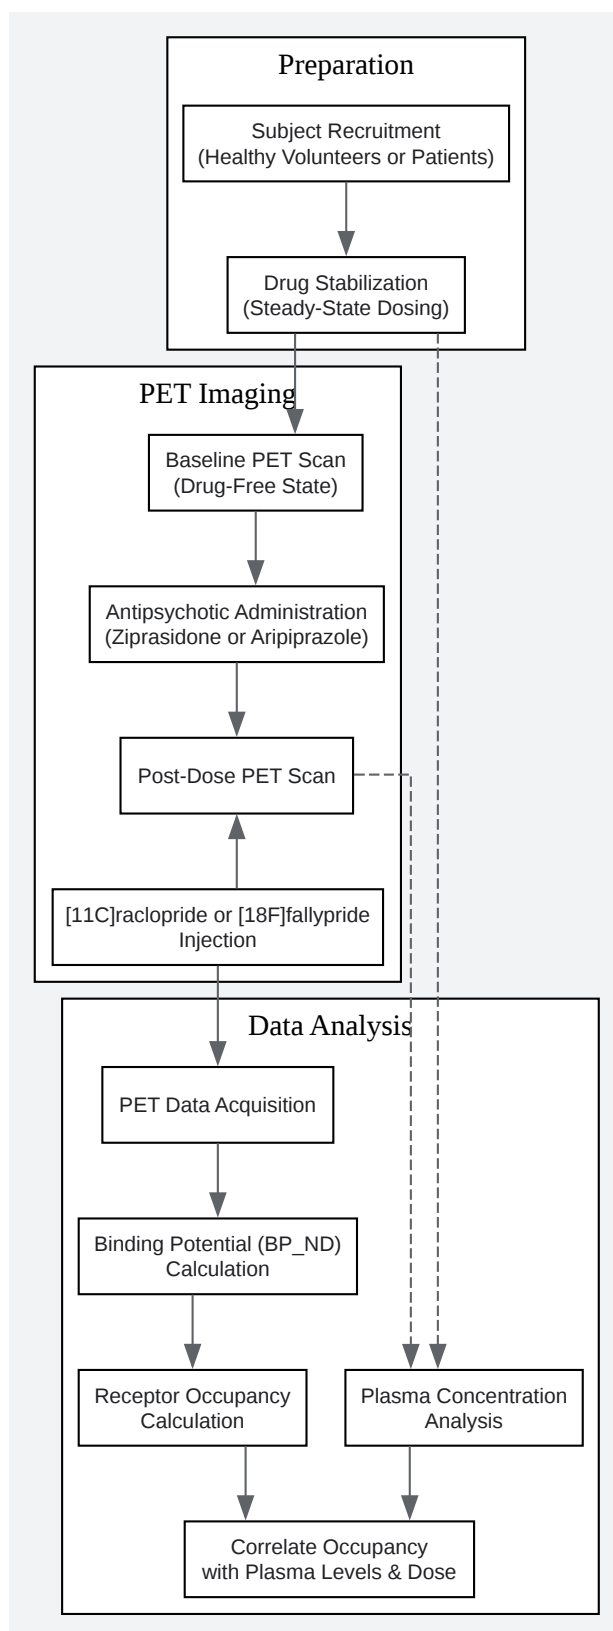 Preparation
Subject Recruitment
(Healthy Volunteers or Patients)
Drug Stabilization
(Steady-State Dosing)
PET Imaging
Baseline PET Scan
(Drug-Free State)
Antipsychotic Administration
(Ziprasidone or Aripiprazole)
Post-Dose PET Scan
[11C]raclopride or [18F]fallypride
Injection
Data Analysis
PET Data Acquisition
Binding Potential (BP_ND)
Calculation
Receptor Occupancy
Calculation
Plasma Concentration
Analysis
Correlate Occupancy
with Plasma Levels & Dose